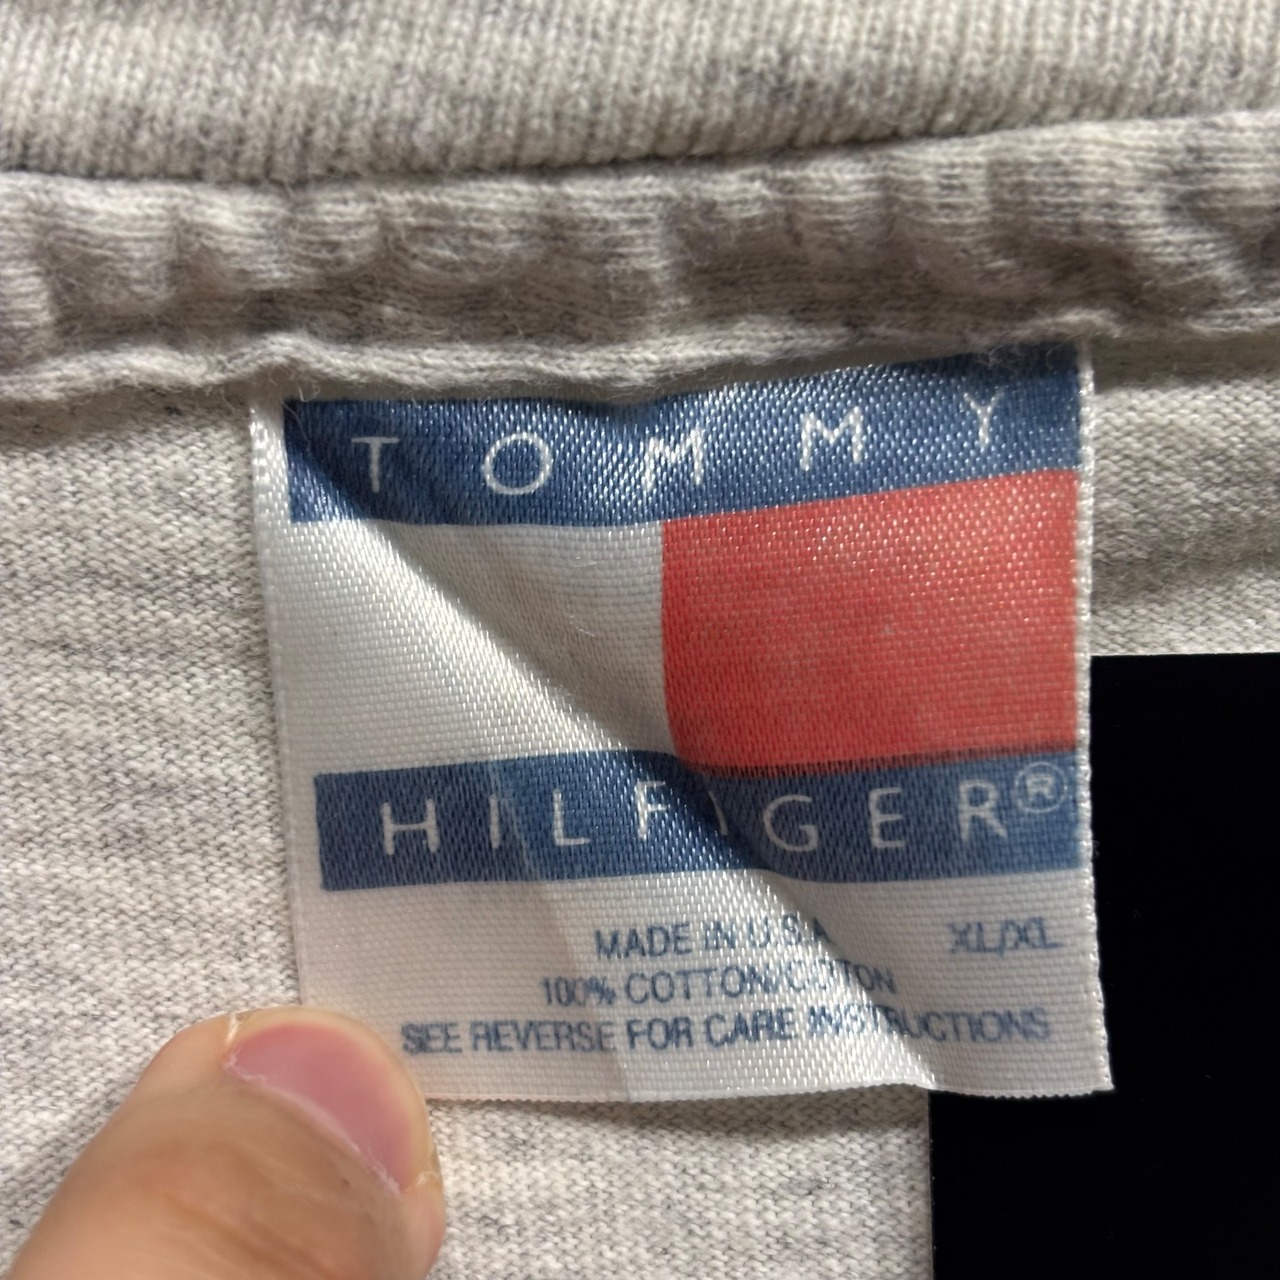 TOMMY
HILFIGER®
MADE IN U.S.A XL/XL
100% COTTON/COTON
SEE REVERSE FOR CARE INSTRUCTIONS